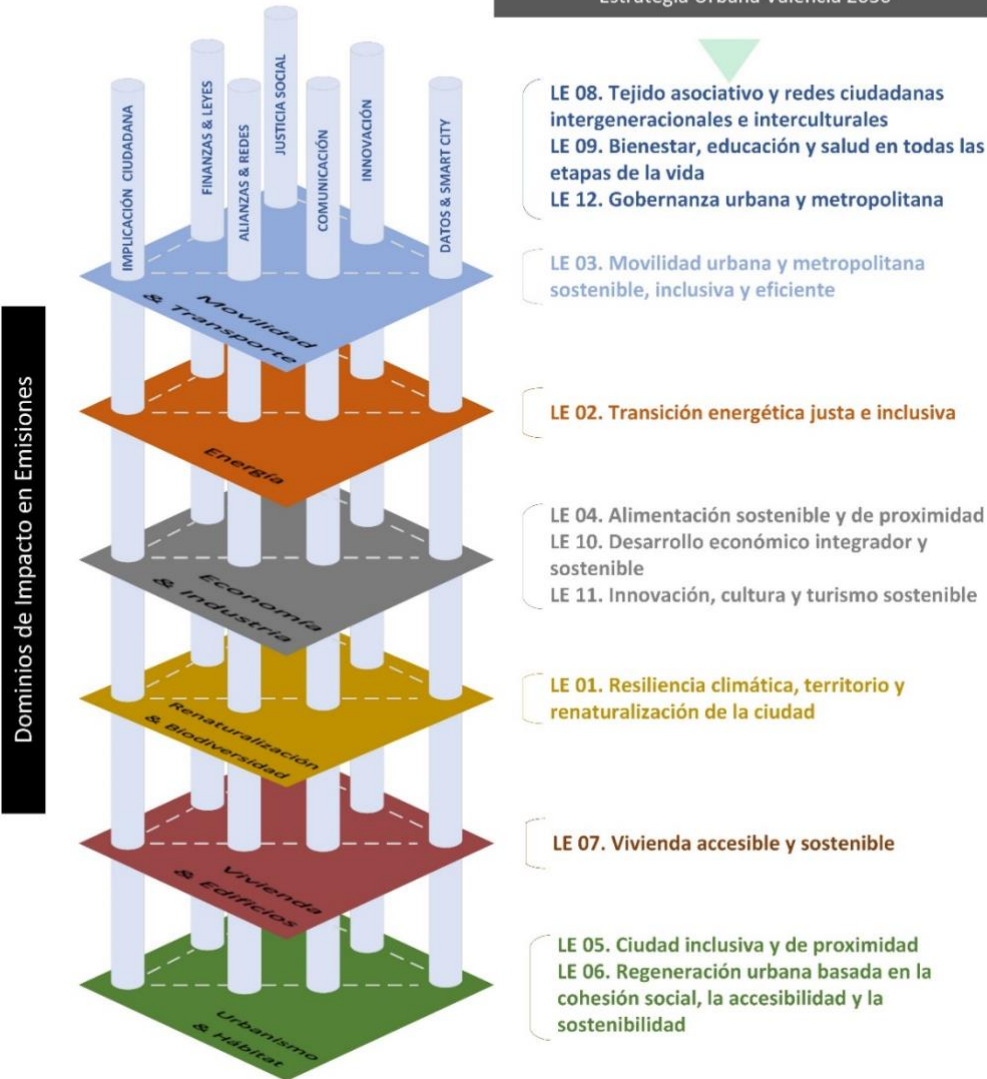 Estrategia Urbana València 2030
IMPLICACIÓN CIUDADANA
FINANZAS & LEYES
ALIANZAS & REDES
JUSTICIA SOCIAL
COMUNICACIÓN
INNOVACIÓN
DATOS & SMART CITY
LE 08. Tejido asociativo y redes ciudadanas
intergeneracionales e interculturales
LE 09. Bienestar, educación y salud en todas las
etapas de la vida
LE 12. Gobernanza urbana y metropolitana
Movilidad
& Transporte
LE 03. Movilidad urbana y metropolitana
sostenible, inclusiva y eficiente
Dominios de Impacto en Emisiones
Energía
LE 02. Transición energética justa e inclusiva
Economía
& Industria
LE 04. Alimentación sostenible y de proximidad
LE 10. Desarrollo económico integrador y
sostenible
LE 11. Innovación, cultura y turismo sostenible
Renaturalización
& Biodiversidad
LE 01. Resiliencia climática, territorio y
renaturalización de la ciudad
Vivienda
& Edificios
LE 07. Vivienda accesible y sostenible
Urbanismo
& Hábitat
LE 05. Ciudad inclusiva y de proximidad
LE 06. Regeneración urbana basada en la
cohesión social, la accesibilidad y la
sostenibilidad